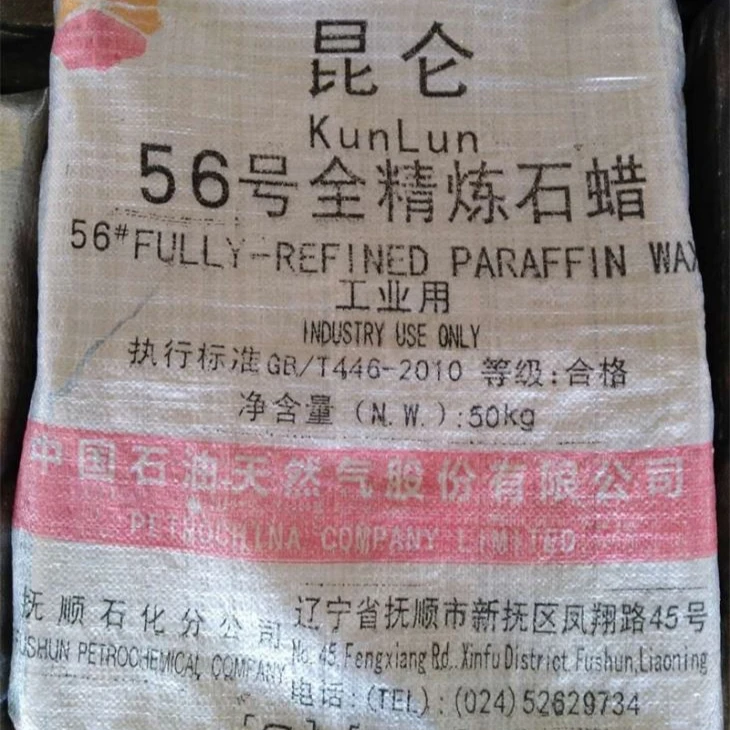 昆仑
KunLun
56号全精炼石蜡
56#FULLY-REFINED PARAFFIN WAX
工业用
INDUSTRY USE ONLY
执行标准GB/T446-2010 等级:合格
净含量(N.W.):50kg
中国石油天然气股份有限公司
PETROCHINA COMPANY LIMITED
抚顺石化分公司
FUSHUN PETROCHEMICAL COMPANY
辽宁省抚顺市新抚区凤翔路45号
No.45,Fengxiang Rd.,Xinfu District,Fushun,Liaoning
电话:(TEL):(024)52629734